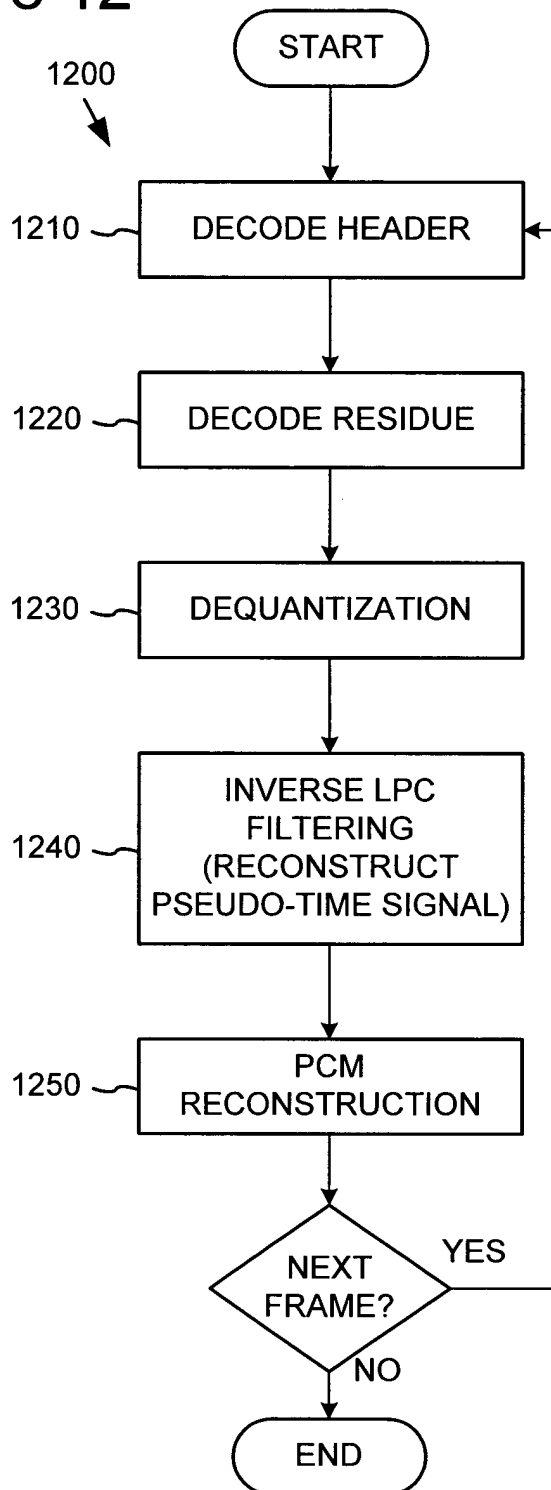 12
START
1200
1210
DECODE HEADER
1220
DECODE RESIDUE
1230
DEQUANTIZATION
1240
INVERSE LPC
FILTERING
(RECONSTRUCT
PSEUDO-TIME SIGNAL)
1250
PCM
RECONSTRUCTION
NEXT
FRAME?
YES
NO
END